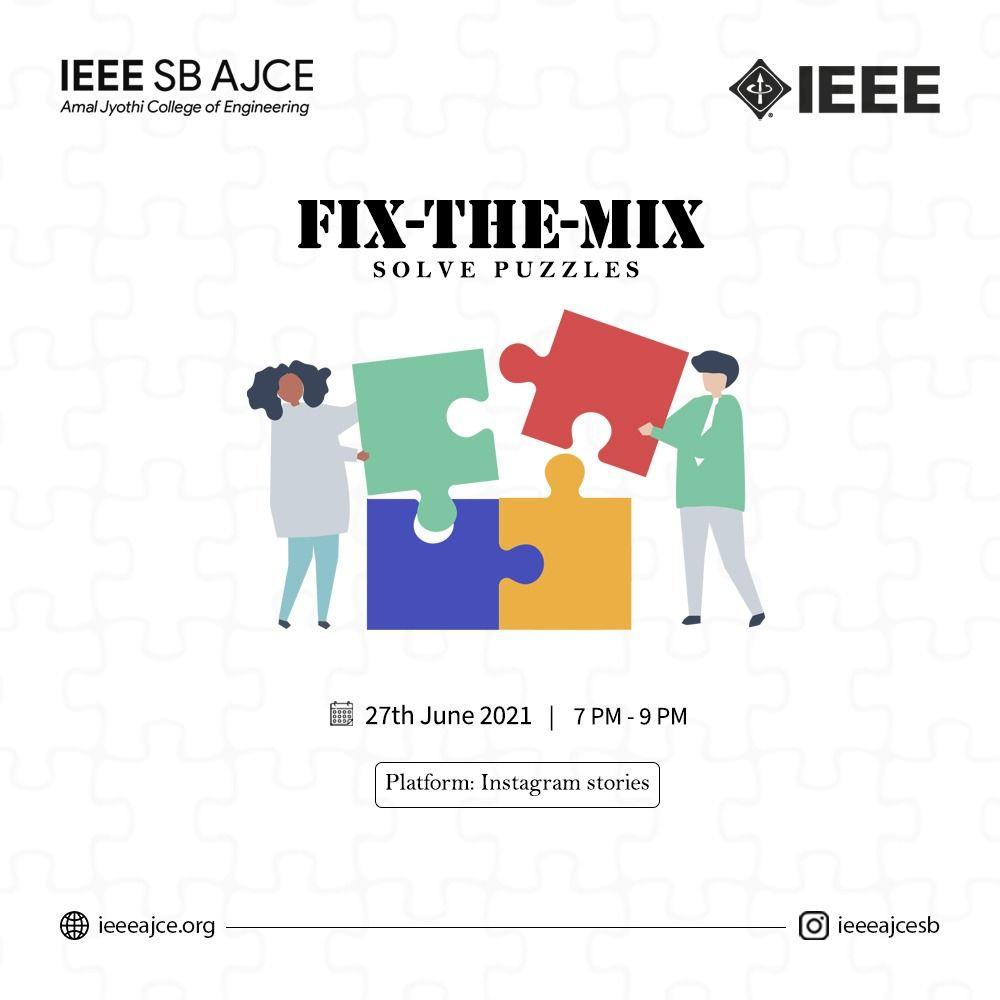 IEEE SB AJCE
Amal Jyothi College of Engineering
IEEE
FIX-THE-MIX
SOLVE PUZZLES
27th June 2021 | 7 PM - 9 PM
Platform: Instagram stories
ieeeajce.org
ieeeajcesb